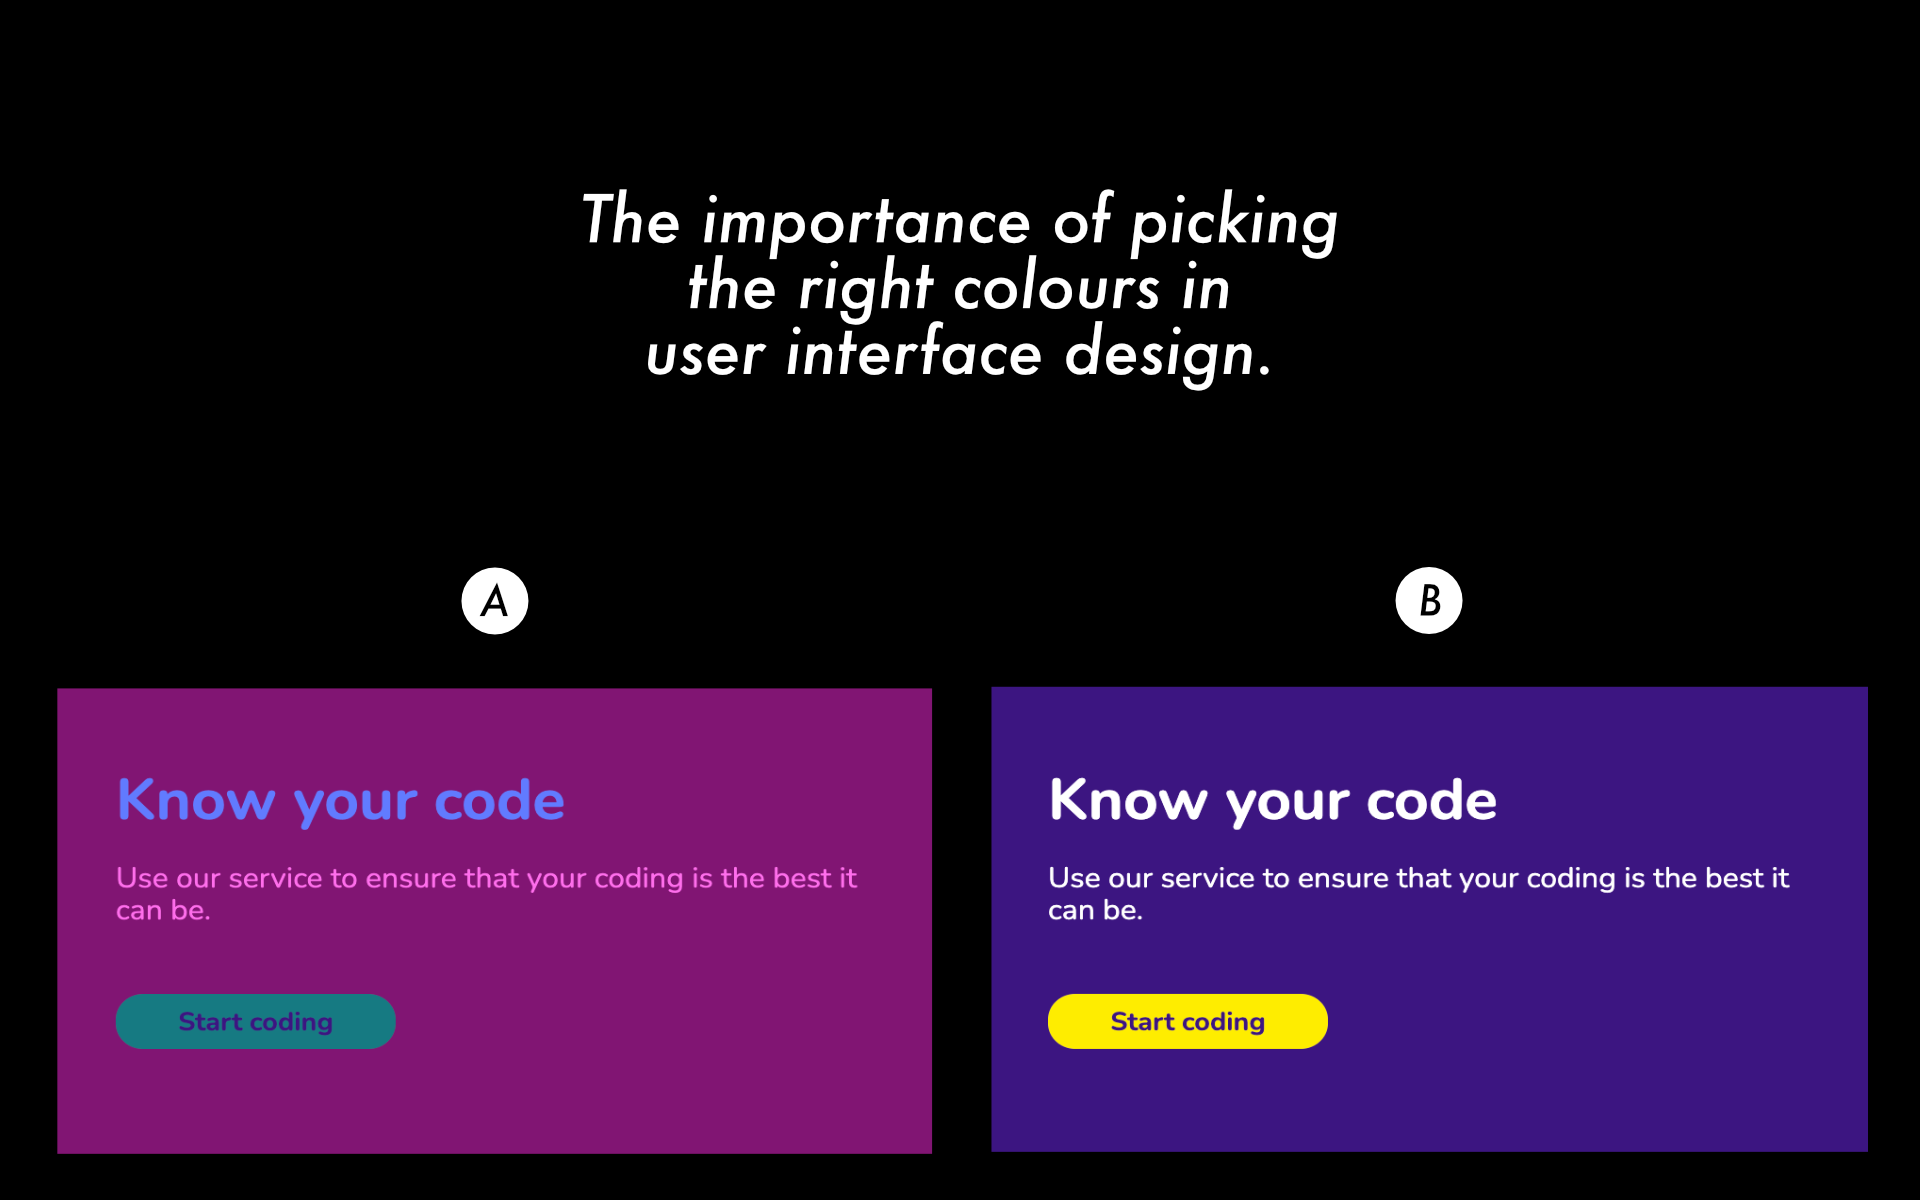 The importance of picking
the right colours in
user interface design.
A
B
Know your code
Use our service to ensure that your coding is the best it
can be.
Start coding
Know your code
Use our service to ensure that your coding is the best it
can be.
Start coding